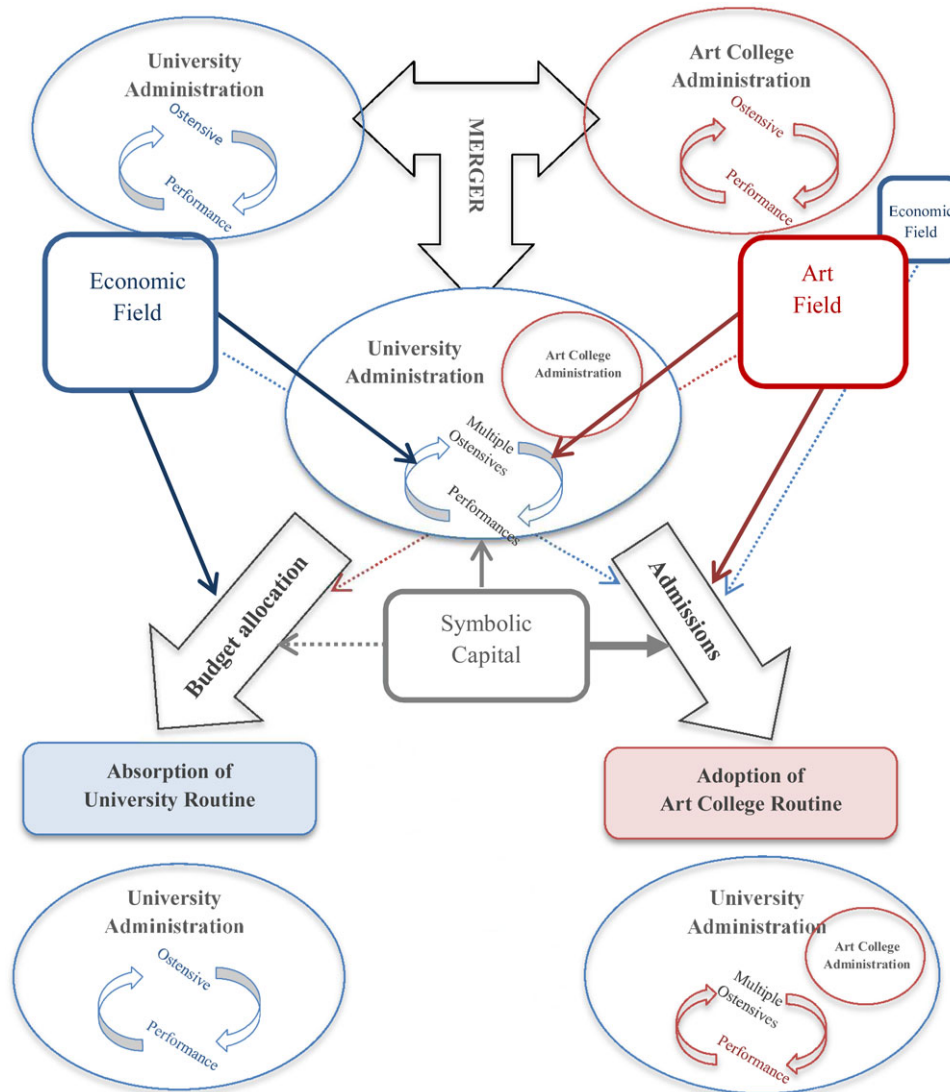 University
Administration
Ostensive
Performance
MERGER
Art College
Administration
Ostensive
Performance
Economic
Field
Economic
Field
Art
Field
University
Administration
Art College
Administration
Multiple
Ostensives
Performances
Budget allocation
Symbolic
Capital
Admissions
Absorption of
University Routine
Adoption of
Art College Routine
University
Administration
Ostensive
Performance
University
Administration
Art College
Administration
Multiple
Ostensives
Performance